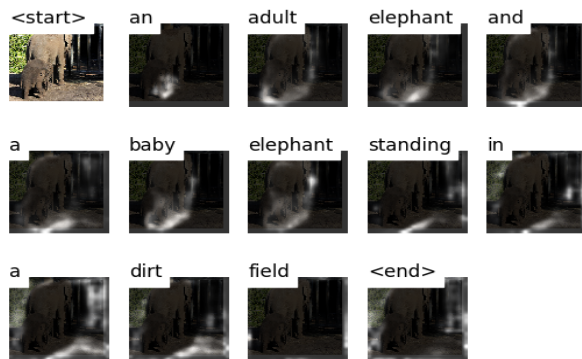 <start> an adult elephant and
a baby elephant standing in
a dirt field <end>